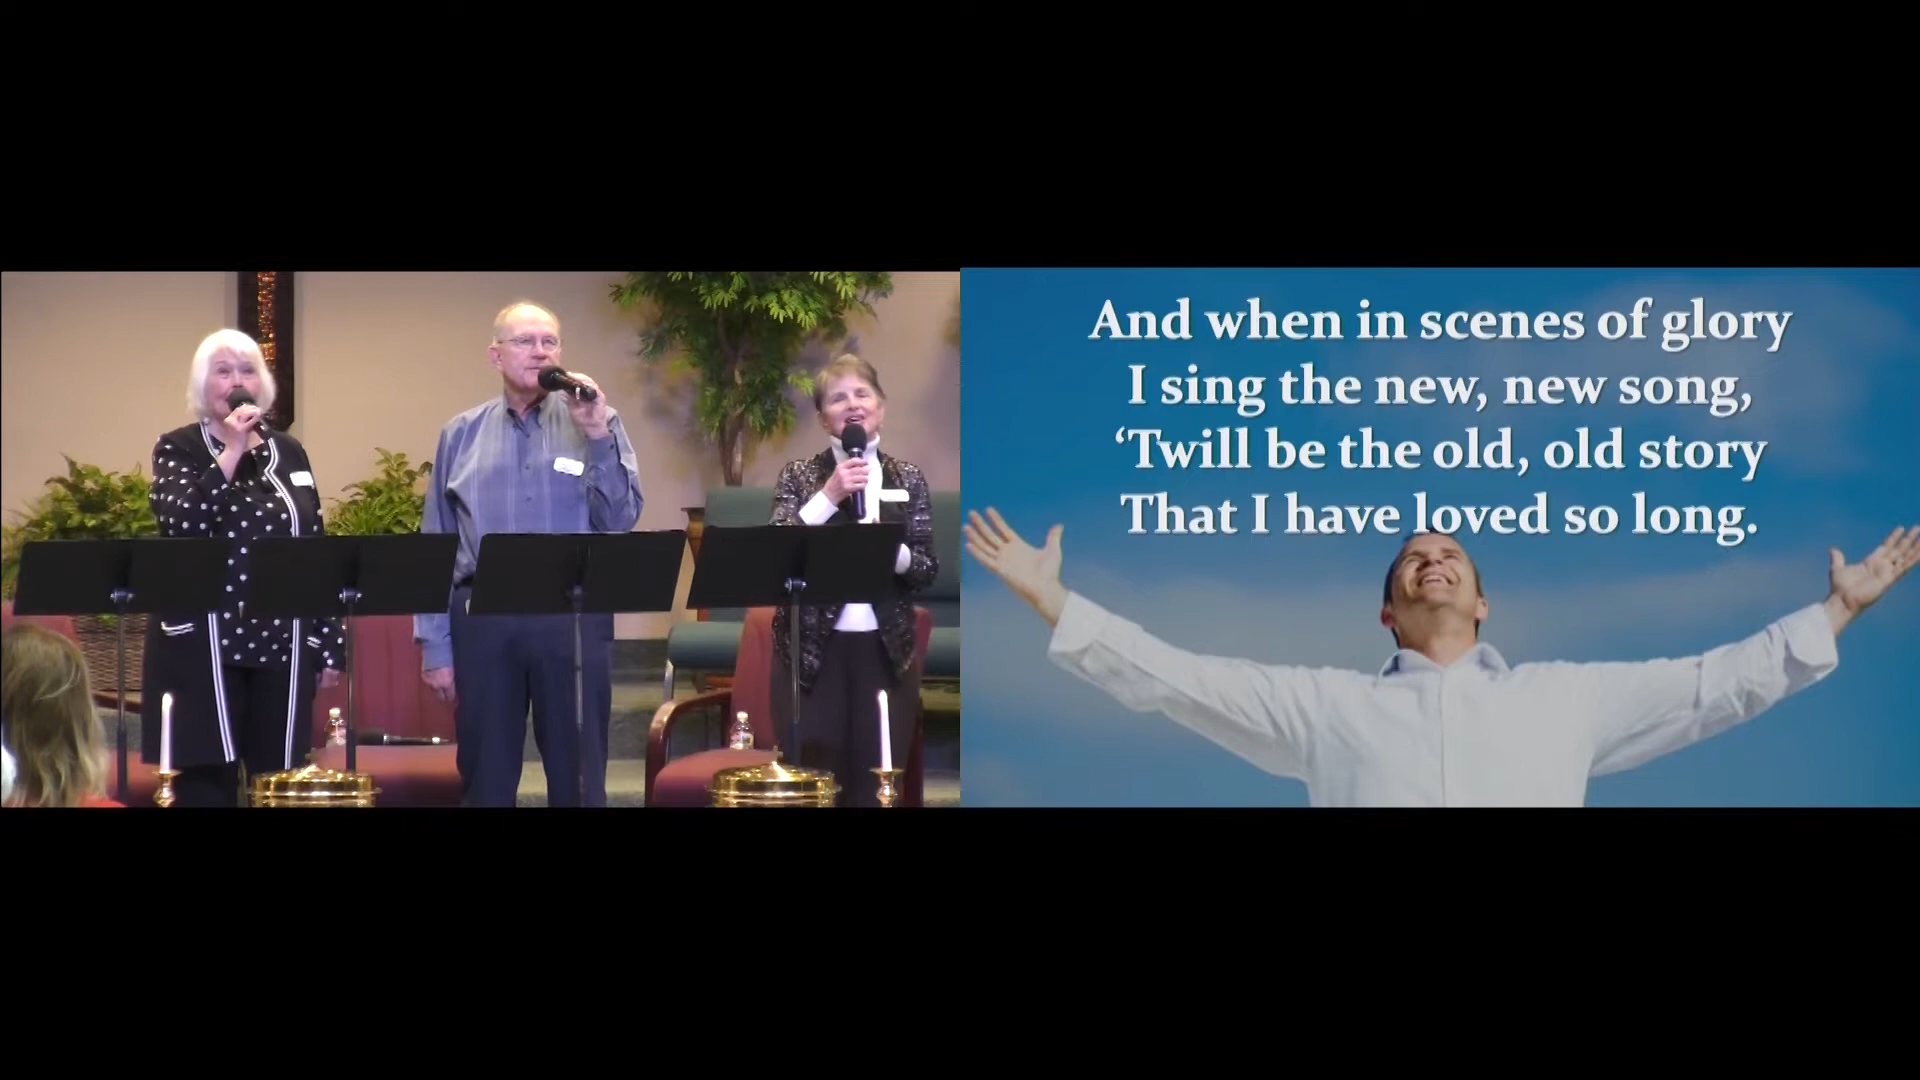 And when in scenes of glory
I sing the new, new song,
‘Twill be the old, old story
That I have loved so long.